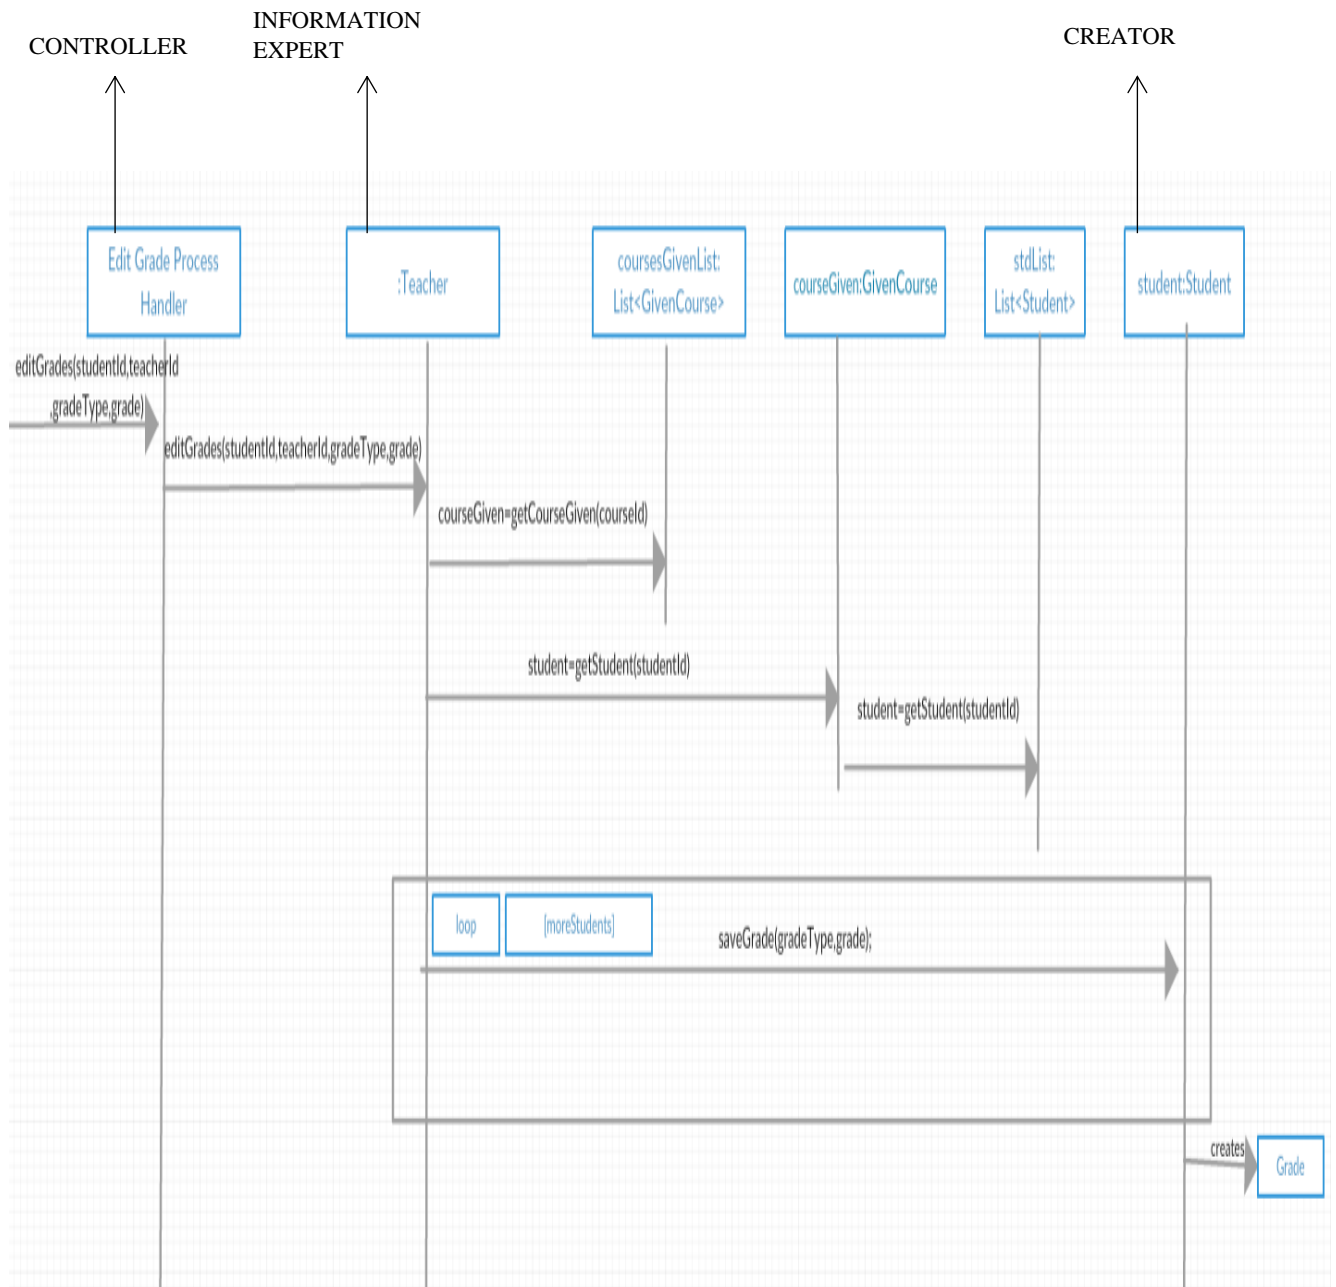 CONTROLLER
INFORMATION
EXPERT
CREATOR
Edit Grade Process
Handler
:Teacher
coursesGivenList:
List<GivenCourse>
courseGiven:GivenCourse
stdList:
List<Student>
student:Student
editGrades(studentId,teacherId
,gradeType,grade)
editGrades(studentId,teacherId,gradeType,grade)
courseGiven=getCourseGiven(courseId)
student=getStudent(studentId)
student=getStudent(studentId)
loop
[moreStudents]
saveGrade(gradeType,grade);
creates
Grade